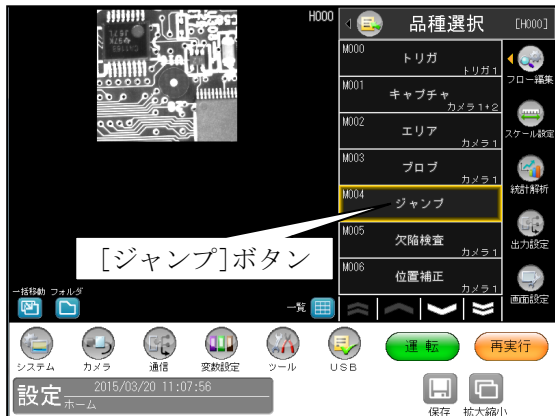 H000
品種選択
[H000]
M000
トリガ
トリガ1
M001
キャプチャ
カメラ1+2
M002
エリア
カメラ1
M003
ブロブ
カメラ1
M004
ジャンプ
M005
欠陥検査
カメラ1
M006
位置補正
カメラ1
フロー編集
スケール設定
統計解析
出力設定
画面設定
[ジャンプ]ボタン
一括移動 フォルダ
一覧
システム
カメラ
通信
変数設定
ツール
USB
運転
再実行
設定
2015/03/20 11:07:56
ホーム
保存
拡大縮小